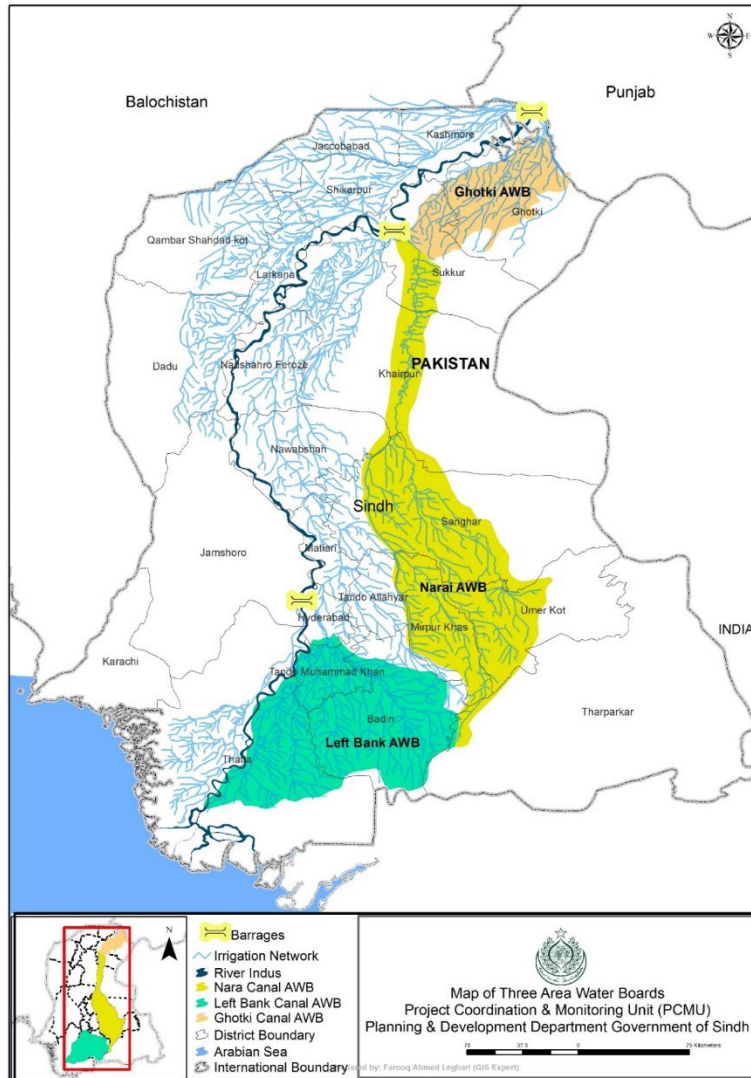 N
W
E
S
Punjab
Balochistan
Kashmore
Jaccobabad
Shikarpur
Ghotki AWB
Ghotki
Qambar Shahdad kot
Sukkur
Larkana
PAKISTAN
Dadu
Naushahro Feroze
Khairpur
Nawabshah
Sindh
Sanghar
Matiari
Jamshoro
Tando Allahyar
Narai AWB
Umer Kot
Hyderabad
Mirpur Khas
INDIA
Karachi
Tando Muhammad Khan
Tharparkar
Badin
Left Bank AWB
Thatta
N
Barrages
Irrigation Network
River Indus
Nara Canal AWB
Left Bank Canal AWB
Ghotki Canal AWB
District Boundary
Arabian Sea
International Boundary
Map of Three Area Water Boards
Project Coordination & Monitoring Unit (PCMU)
Planning & Development Department Government of Sindh
75 37.5 0 75 Kilometers
by: Farooq Ahmed Leghari (GIS Expert)